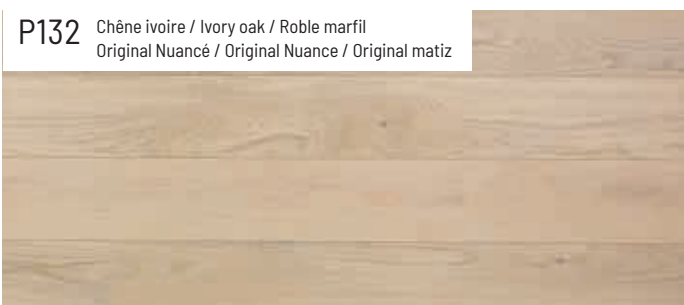 P132
Chêne ivoire / Ivory oak / Roble marfil
Original Nuancé / Original Nuance / Original matiz